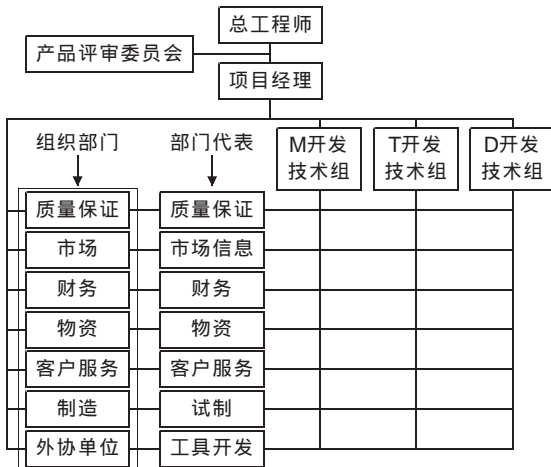 总工程师
产品评审委员会
项目经理
组织部门
部门代表
M开发
技术组
T开发
技术组
D开发
技术组
质量保证
质量保证
市场
市场信息
财务
财务
物资
物资
客户服务
客户服务
制造
试制
外协单位
工具开发